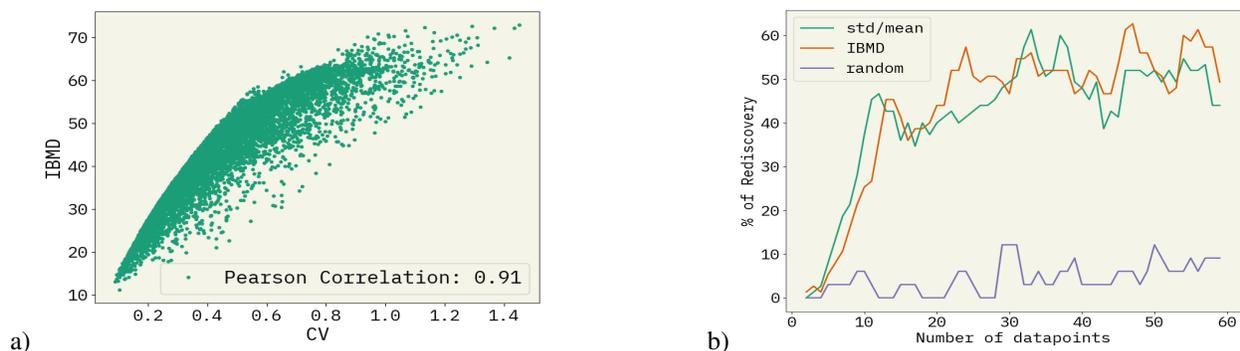 70
60
50
40
30
20
10
IBMD
Pearson Correlation: 0.91
0.2 0.4 0.6 0.8 1.0 1.2 1.4
CV
a)
60
50
40
30
20
10
0
% of Rediscovery
std/mean
IBMD
random
0 10 20 30 40 50 60
Number of datapoints
b)